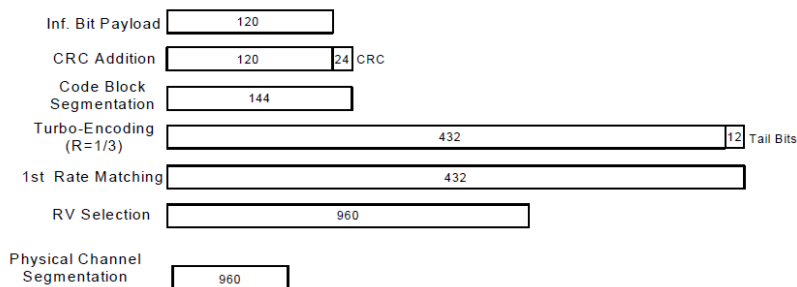 Inf. Bit Payload
120
CRC Addition
120
24
CRC
Code Block
Segmentation
144
Turbo-Encoding
(R=1/3)
432
12
Tail Bits
1st Rate Matching
432
RV Selection
960
Physical Channel
Segmentation
960